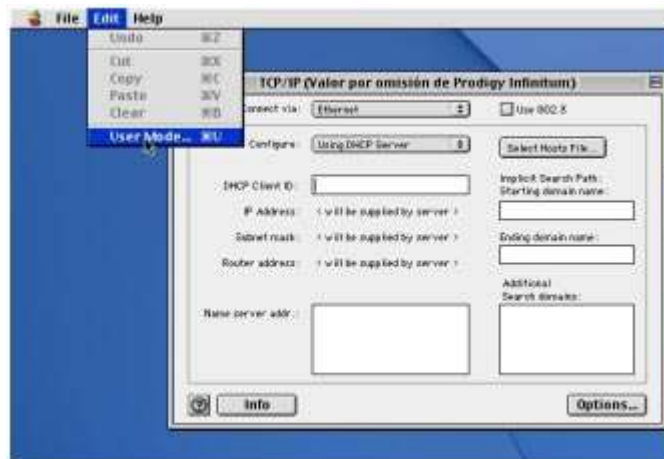 File Edit Help
Undo ⌘Z
Cut ⌘X
Copy ⌘C
Paste ⌘V
Clear ⌘B
User Mode... ⌘U
TCP/IP (Valor por omisión de Prodigy Infinitum)
Connect via: Ethernet
Use 802.3
Configure: Using DHCP Server
Select Hosts File...
DHCP Client ID:
Implicit Search Path:
Starting domain name:
IP Address: < will be supplied by server >
Subnet mask: < will be supplied by server >
Ending domain name:
Router address: < will be supplied by server >
Additional
Search domains:
Name server addr.:
? Info
Options...